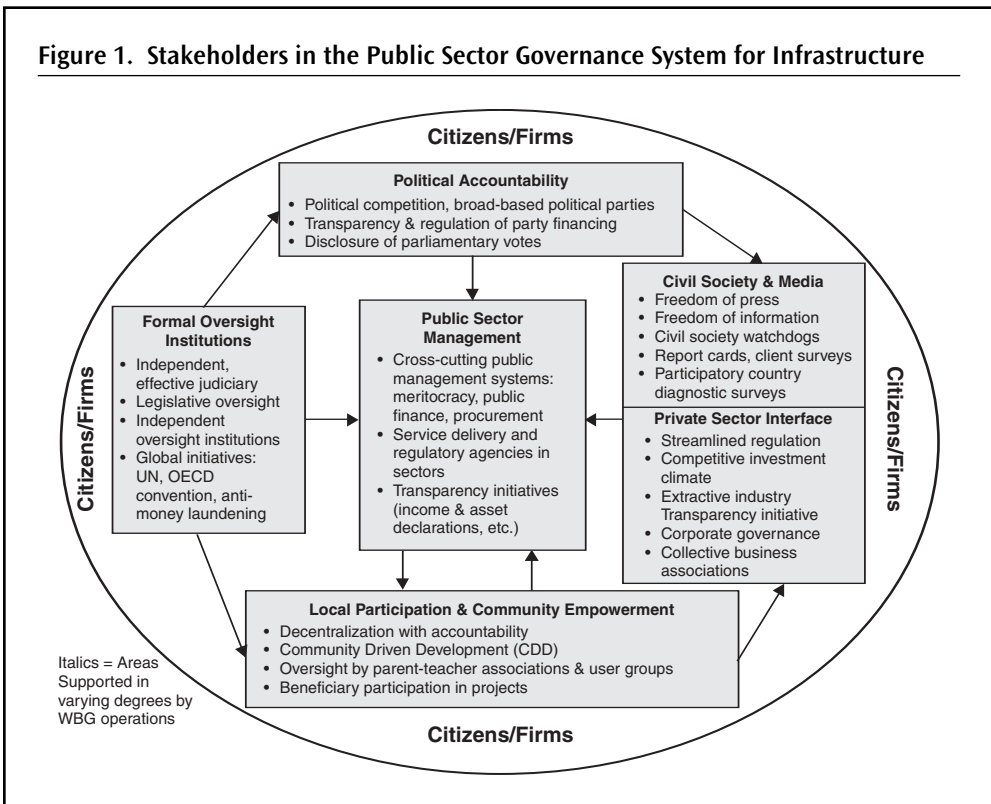 Figure 1. Stakeholders in the Public Sector Governance System for Infrastructure
Citizens/Firms
Political Accountability
• Political competition, broad-based political parties
• Transparency & regulation of party financing
• Disclosure of parliamentary votes
Citizens/Firms
Formal Oversight
Institutions
• Independent,
effective judiciary
• Legislative oversight
• Independent
oversight institutions
• Global initiatives:
UN, OECD
convention, anti-
money laundening
Public Sector
Management
• Cross-cutting public
management systems:
meritocracy, public
finance, procurement
• Service delivery and
regulatory agencies in
sectors
• Transparency initiatives
(income & asset
declarations, etc.)
Civil Society & Media
• Freedom of press
• Freedom of information
• Civil society watchdogs
• Report cards, client surveys
• Participatory country
diagnostic surveys
Private Sector Interface
• Streamlined regulation
• Competitive investment
climate
• Extractive industry
Transparency initiative
• Corporate governance
• Collective business
associations
Citizens/Firms
Local Participation & Community Empowerment
• Decentralization with accountability
• Community Driven Development (CDD)
• Oversight by parent-teacher associations & user groups
• Beneficiary participation in projects
Italics = Areas
Supported in
varying degrees by
WBG operations
Citizens/Firms